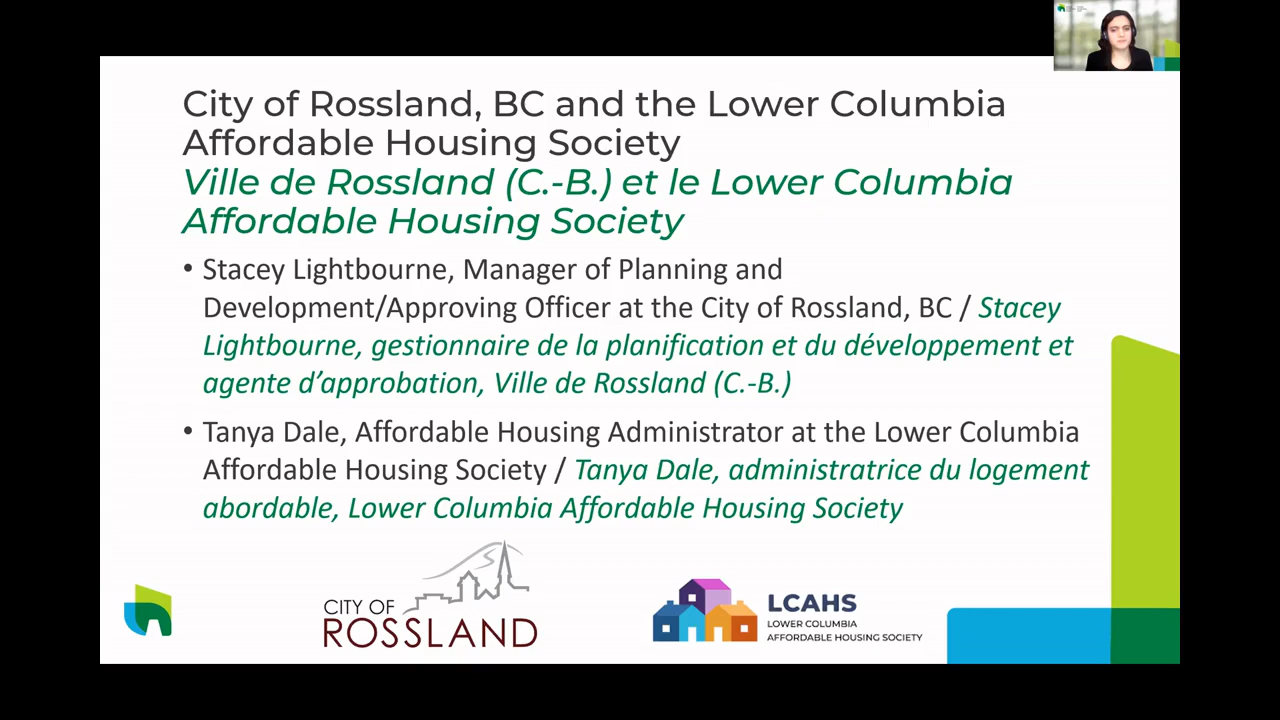 City of Rossland, BC and the Lower Columbia
Affordable Housing Society
Ville de Rossland (C.-B.) et le Lower Columbia
Affordable Housing Society
• Stacey Lightbourne, Manager of Planning and
Development/Approving Officer at the City of Rossland, BC / Stacey
Lightbourne, gestionnaire de la planification et du développement et
agente d’approbation, Ville de Rossland (C.-B.)
• Tanya Dale, Affordable Housing Administrator at the Lower Columbia
Affordable Housing Society / Tanya Dale, administratrice du logement
abordable, Lower Columbia Affordable Housing Society
CITY OF
ROSSLAND
LCAHS
LOWER COLUMBIA
AFFORDABLE HOUSING SOCIETY